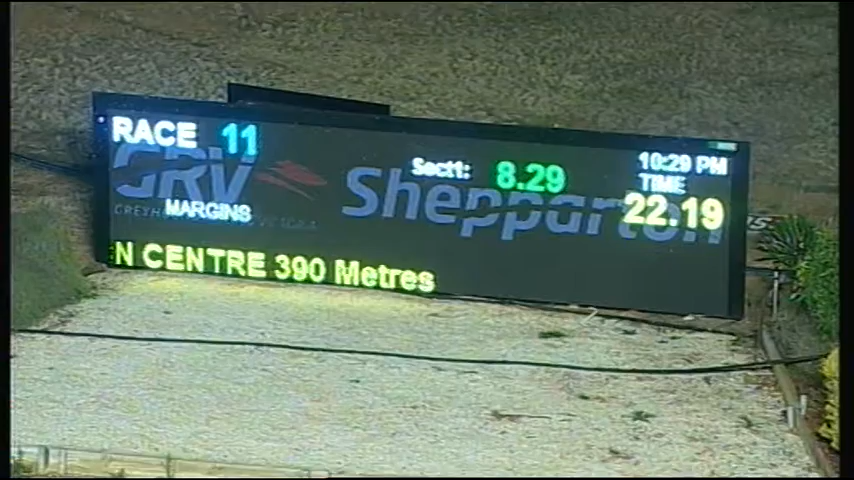 RACE 11
GRV
MARGINS
Sect1: 8.29
Shepparton
10:29 PM
TIME
22.19
N CENTRE 390 Metres